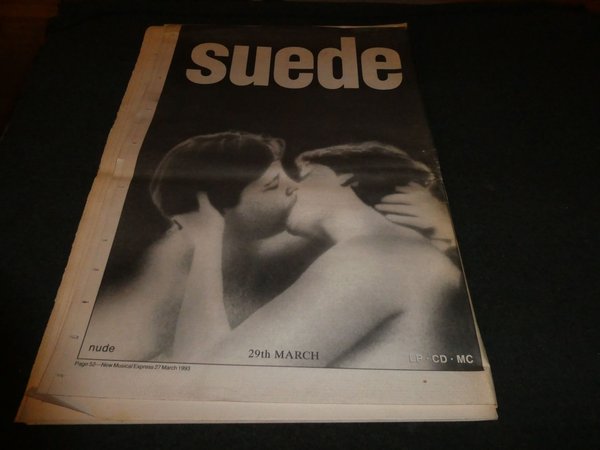 suede
nude
29th MARCH
LP · CD · MC
Page 52—New Musical Express 27 March 1993